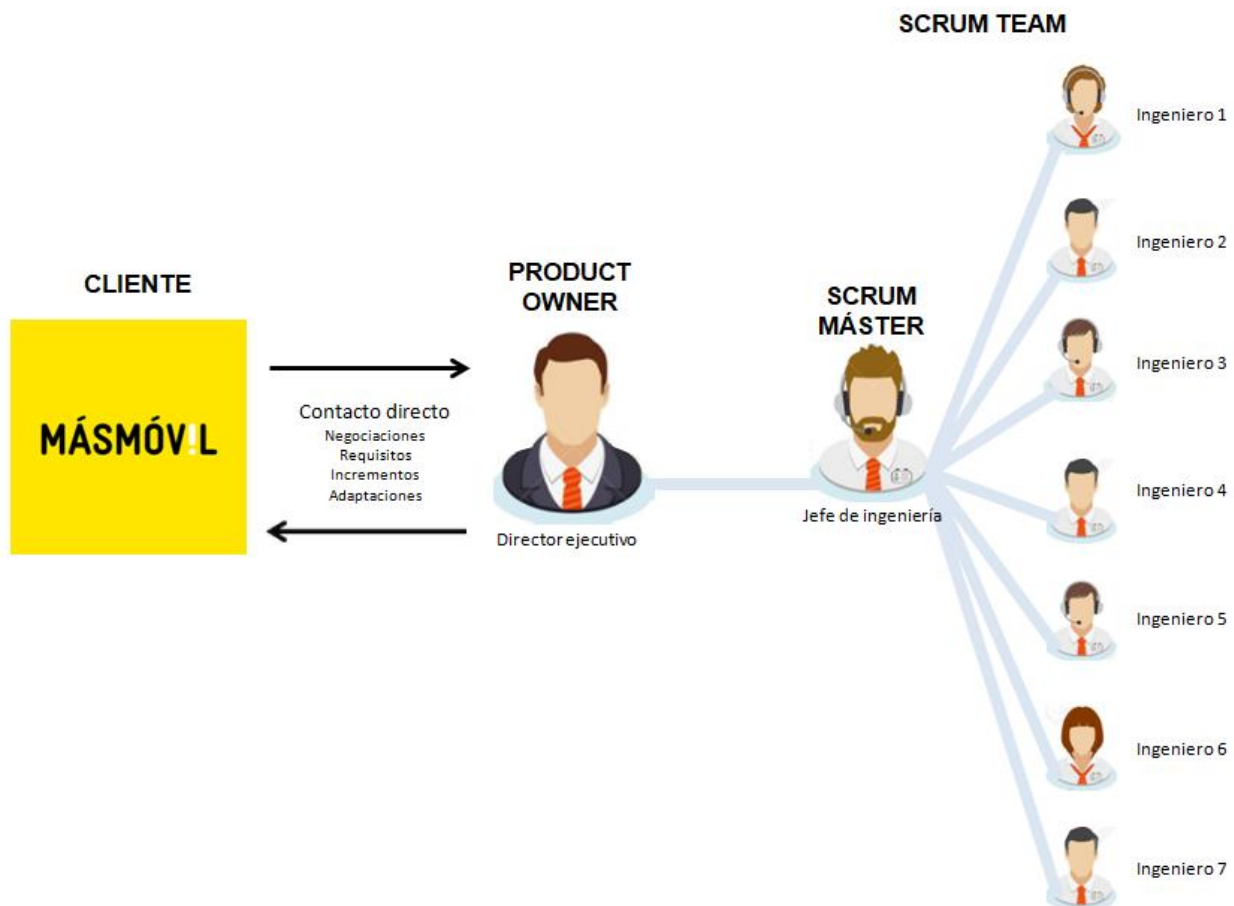 SCRUM TEAM
Ingeniero 1
Ingeniero 2
Ingeniero 3
Ingeniero 4
Ingeniero 5
Ingeniero 6
Ingeniero 7
CLIENTE
MÁSMÓV!L
Contacto directo
Negociaciones
Requisitos
Incrementos
Adaptaciones
PRODUCT
OWNER
Director ejecutivo
SCRUM
MÁSTER
Jefe de ingeniería